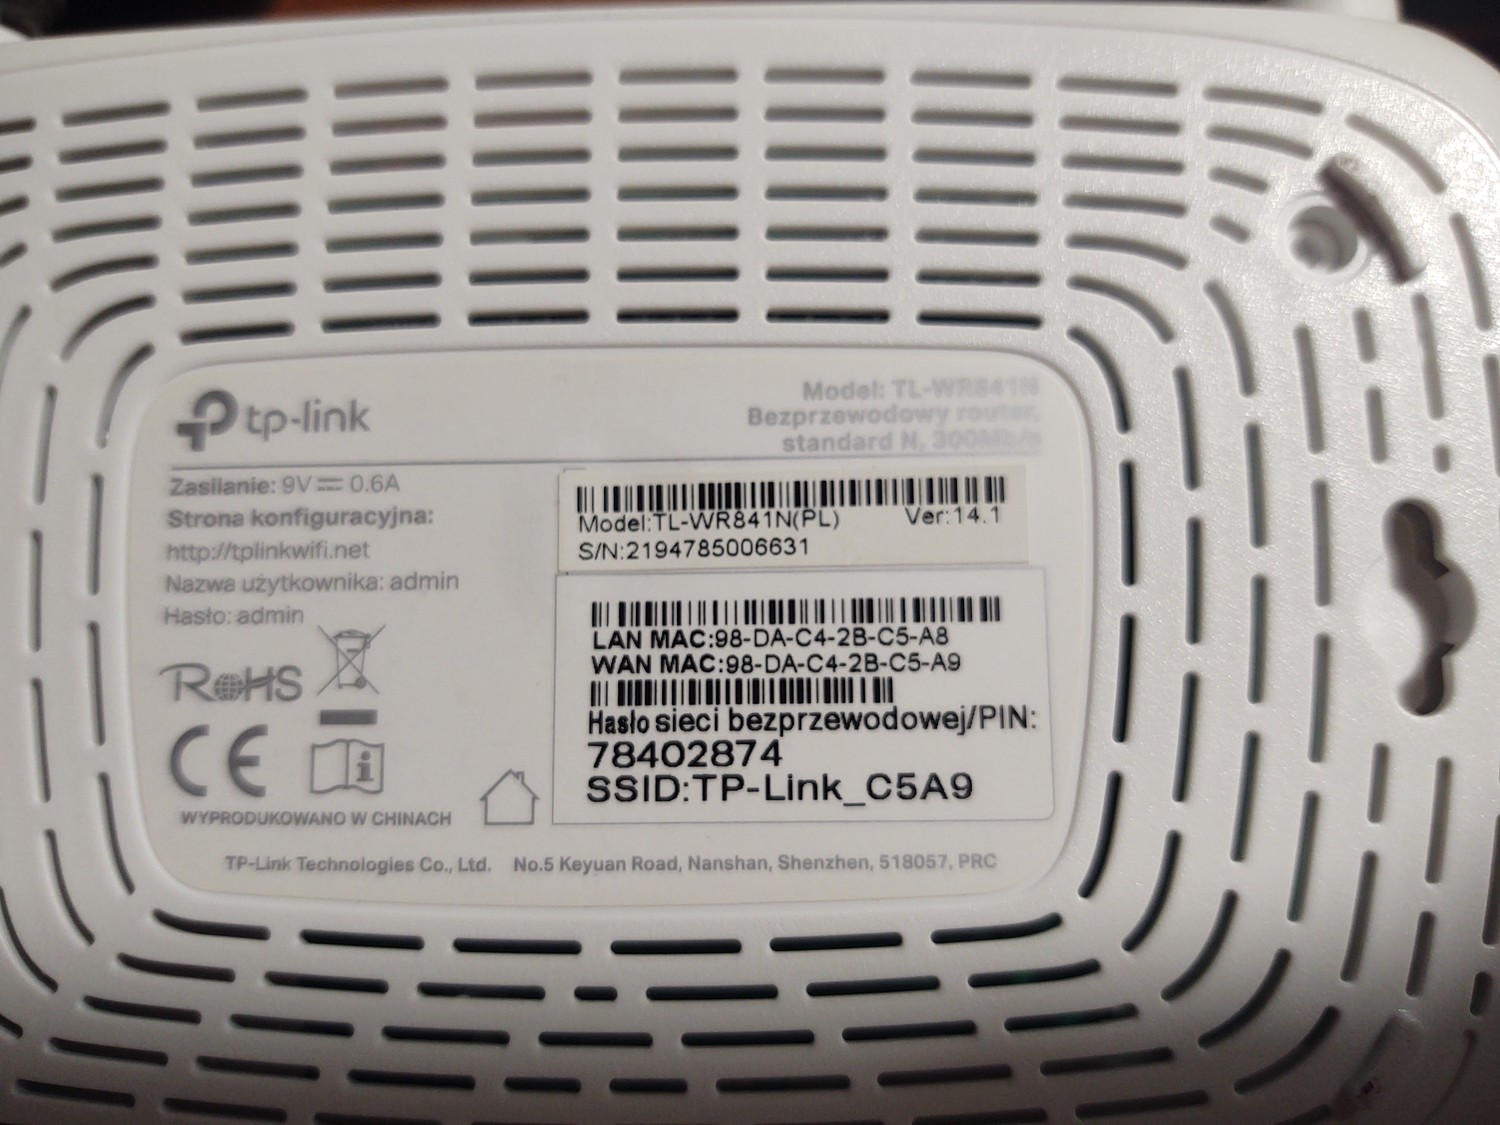 tp-link
Model: TL-WR841N
Bezprzewodowy router,
standard N, 300Mb/s
Zasilanie: 9V⎓0.6A
Strona konfiguracyjna:
http://tplinkwifi.net
Nazwa użytkownika: admin
Hasło: admin
RoHS
CE
WYPRODUKOWANO W CHINACH
Model:TL-WR841N(PL) Ver:14.1
S/N:2194785006631
LAN MAC:98-DA-C4-2B-C5-A8
WAN MAC:98-DA-C4-2B-C5-A9
Hasło sieci bezprzewodowej/PIN:
78402874
SSID:TP-Link_C5A9
TP-Link Technologies Co., Ltd. No.5 Keyuan Road, Nanshan, Shenzhen, 518057, PRC